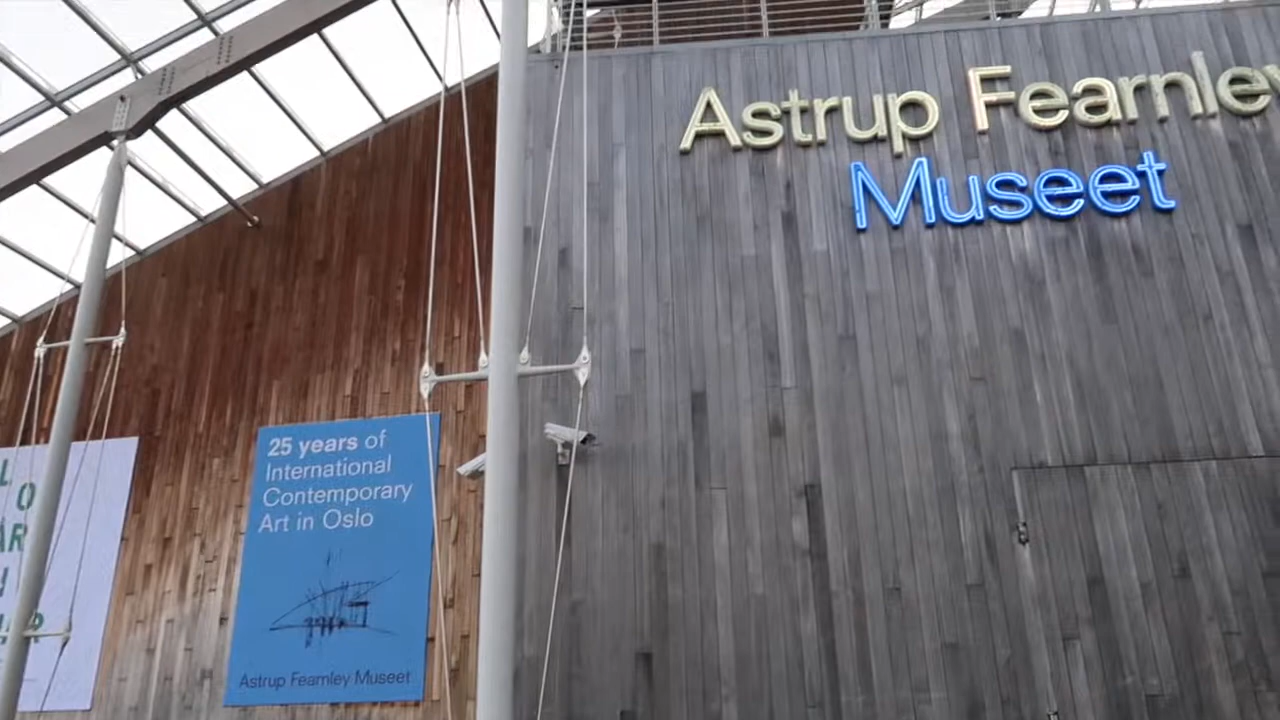 Astrup Fearnley
Museet
25 years of
International
Contemporary
Art in Oslo
Astrup Fearnley Museet
L
O